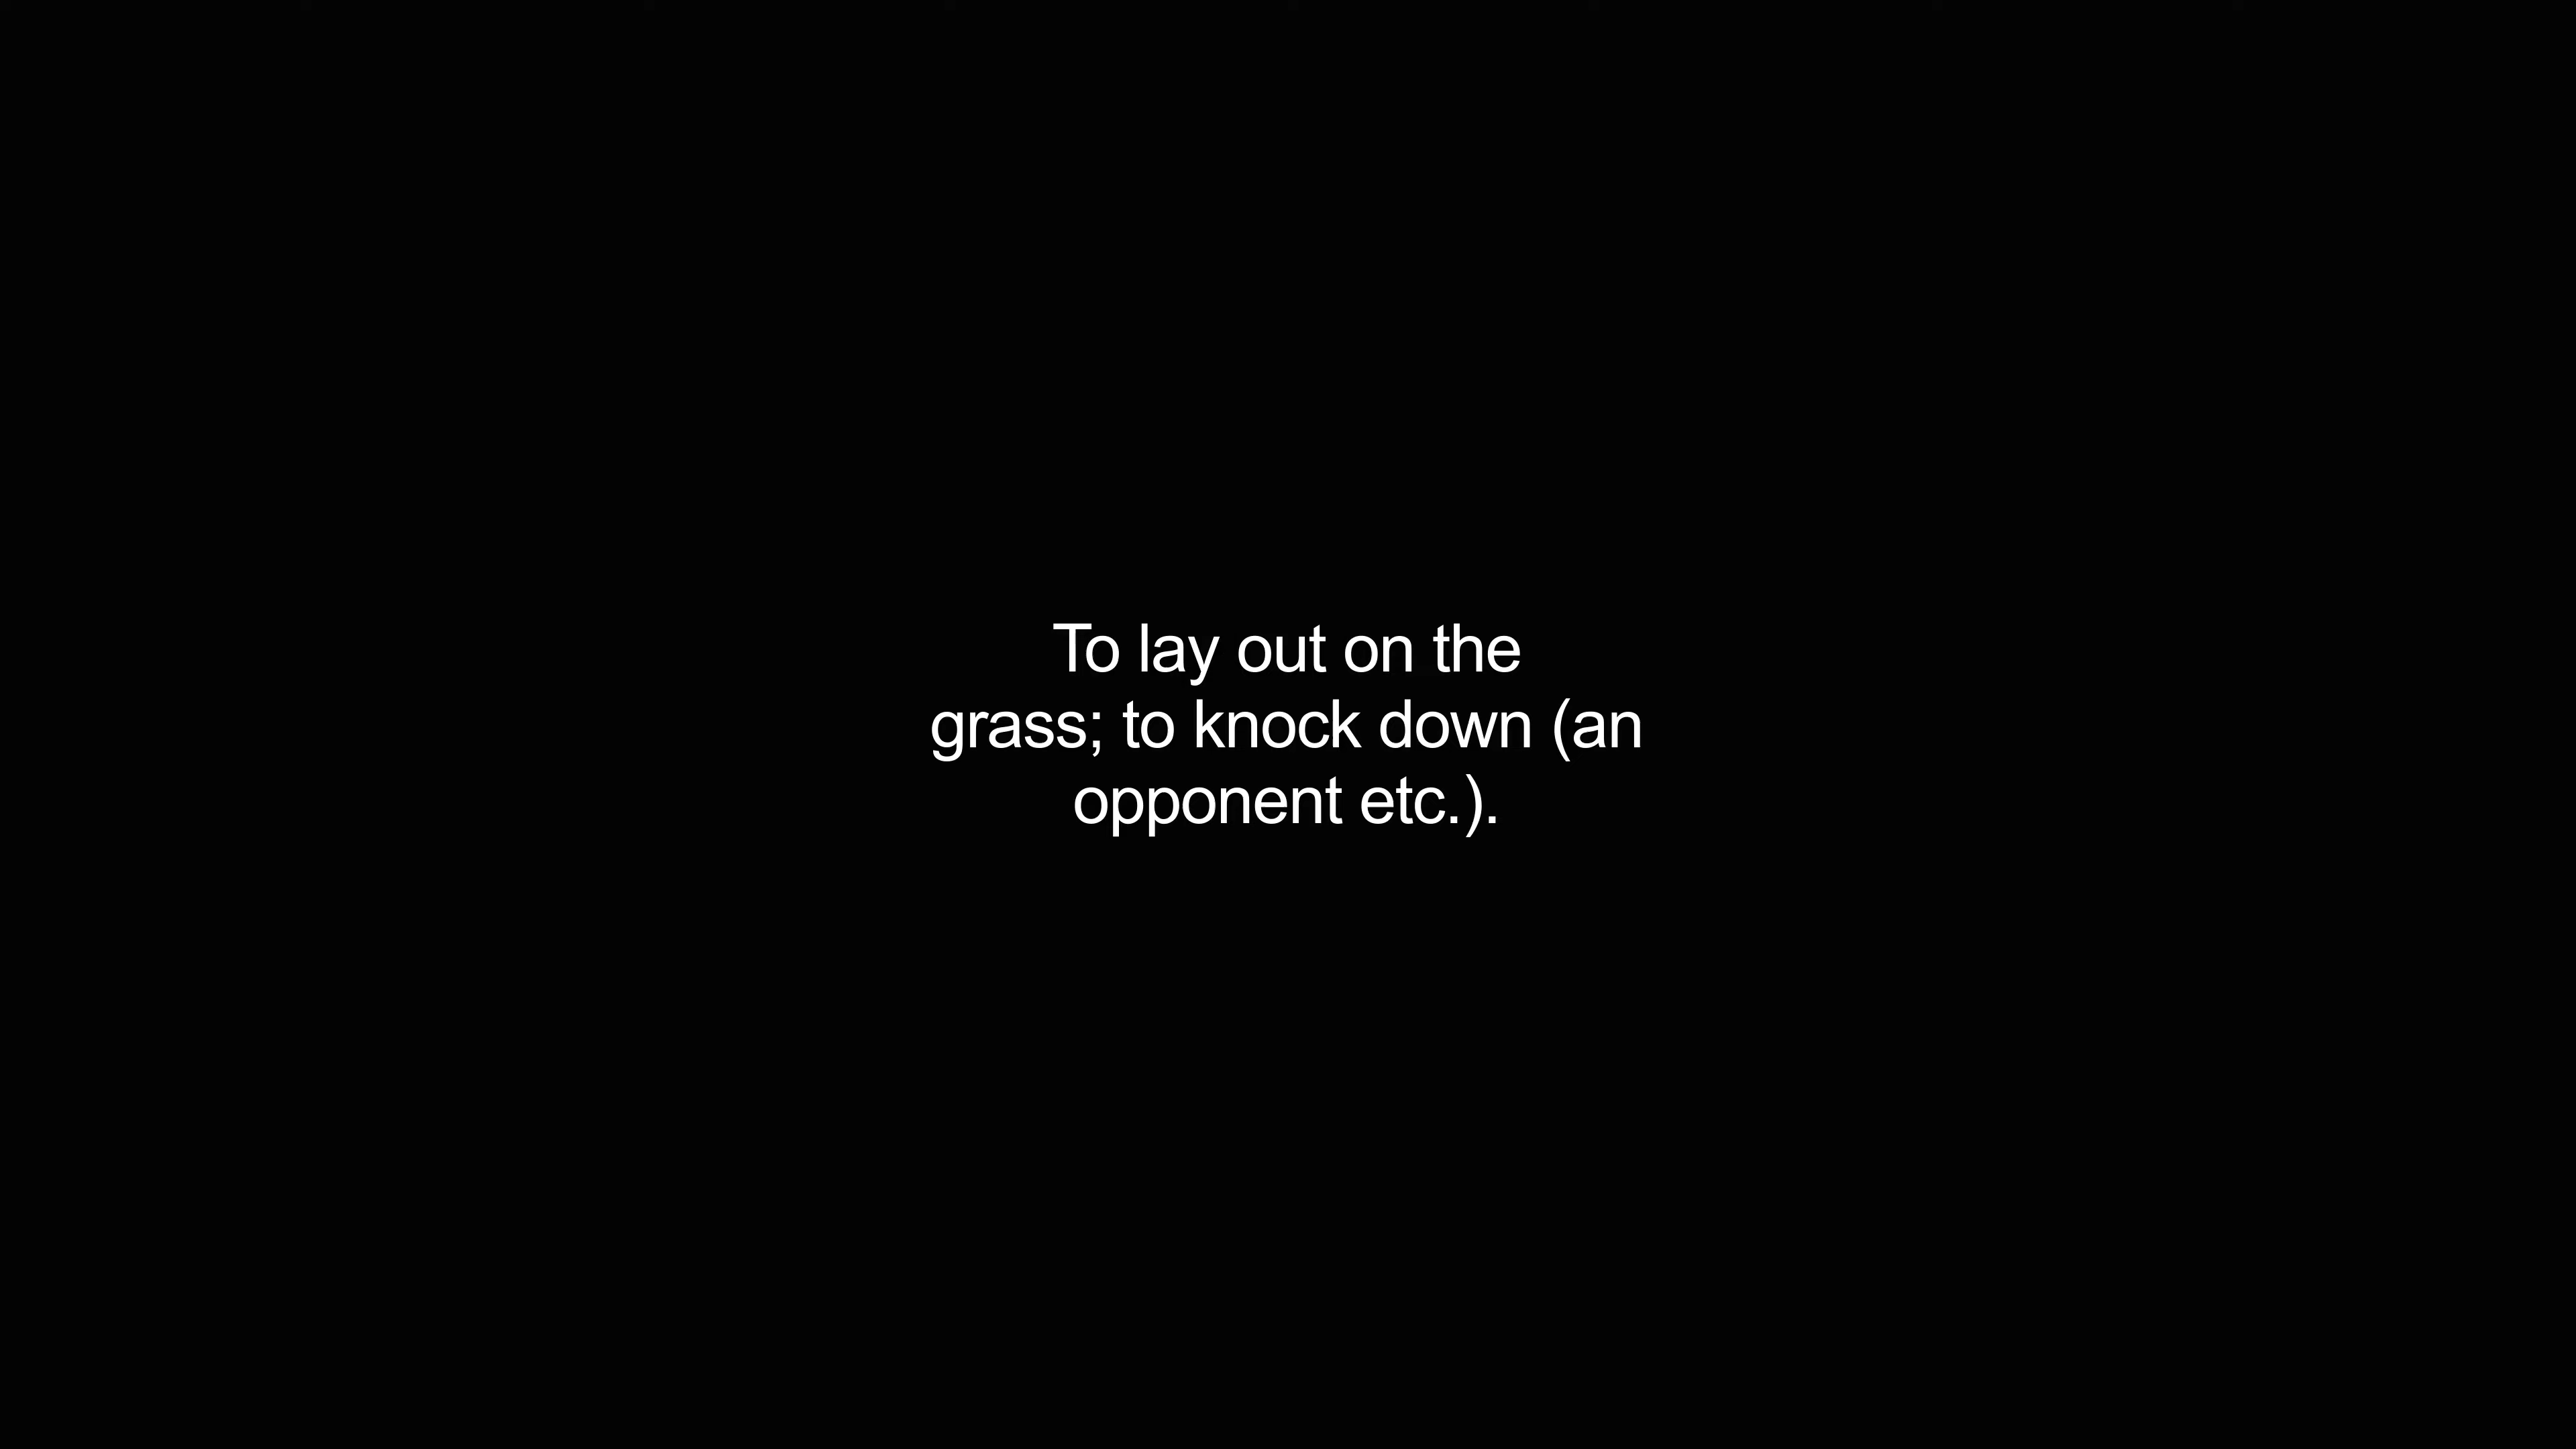 To lay out on the
grass; to knock down (an
opponent etc.).